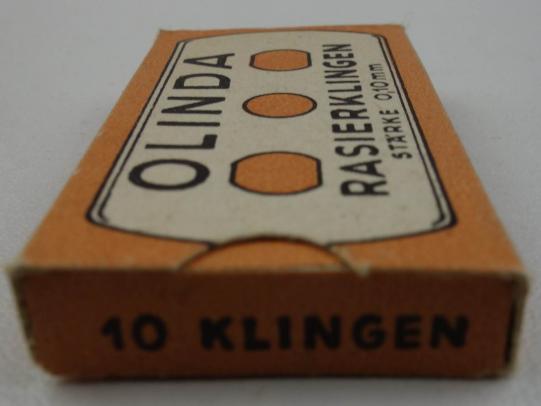 OLINDA
RASIERKLINGEN
STÄRKE 0,10mm
10 KLINGEN